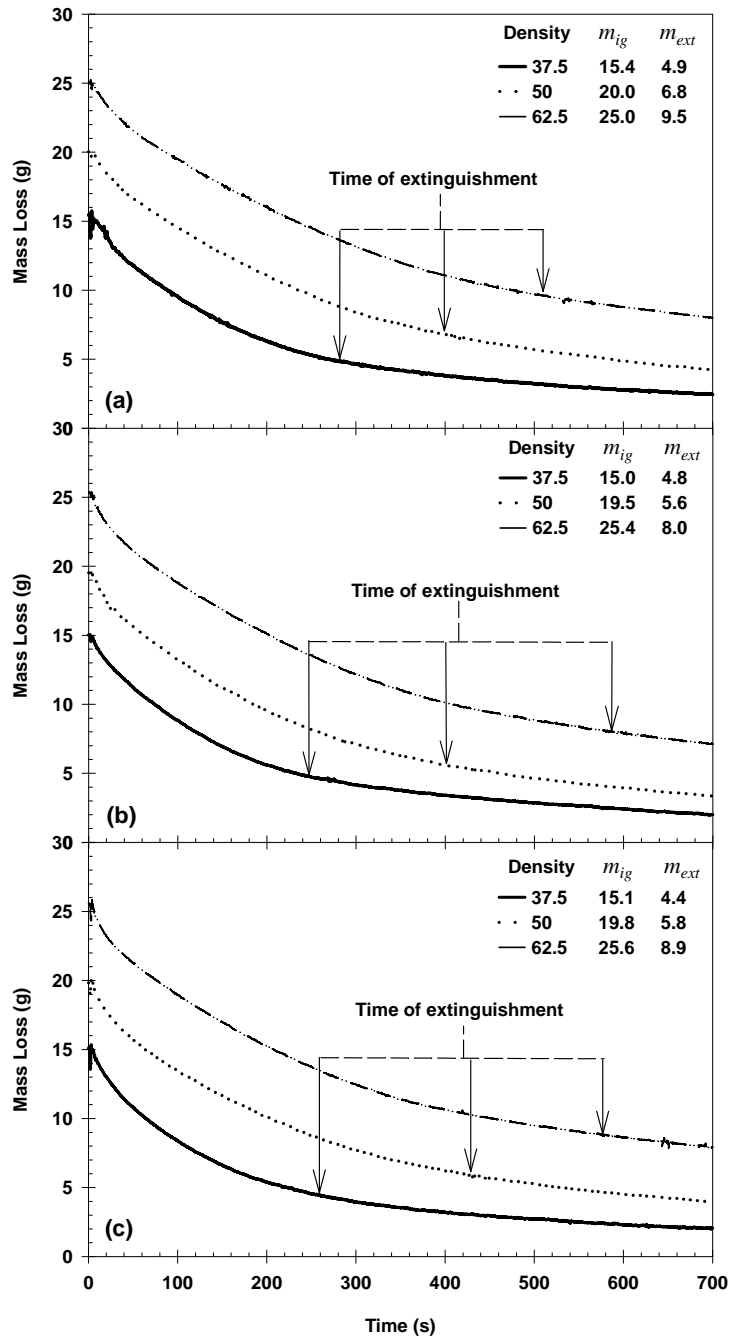 30
25
20
15
10
5
Mass Loss (g)
Density m_ig m_ext
37.5 15.4 4.9
50 20.0 6.8
62.5 25.0 9.5
Time of extinguishment
(a)
30
25
20
15
10
5
Mass Loss (g)
Density m_ig m_ext
37.5 15.0 4.8
50 19.5 5.6
62.5 25.4 8.0
Time of extinguishment
(b)
30
25
20
15
10
5
0
Mass Loss (g)
Density m_ig m_ext
37.5 15.1 4.4
50 19.8 5.8
62.5 25.6 8.9
Time of extinguishment
(c)
0 100 200 300 400 500 600 700
Time (s)